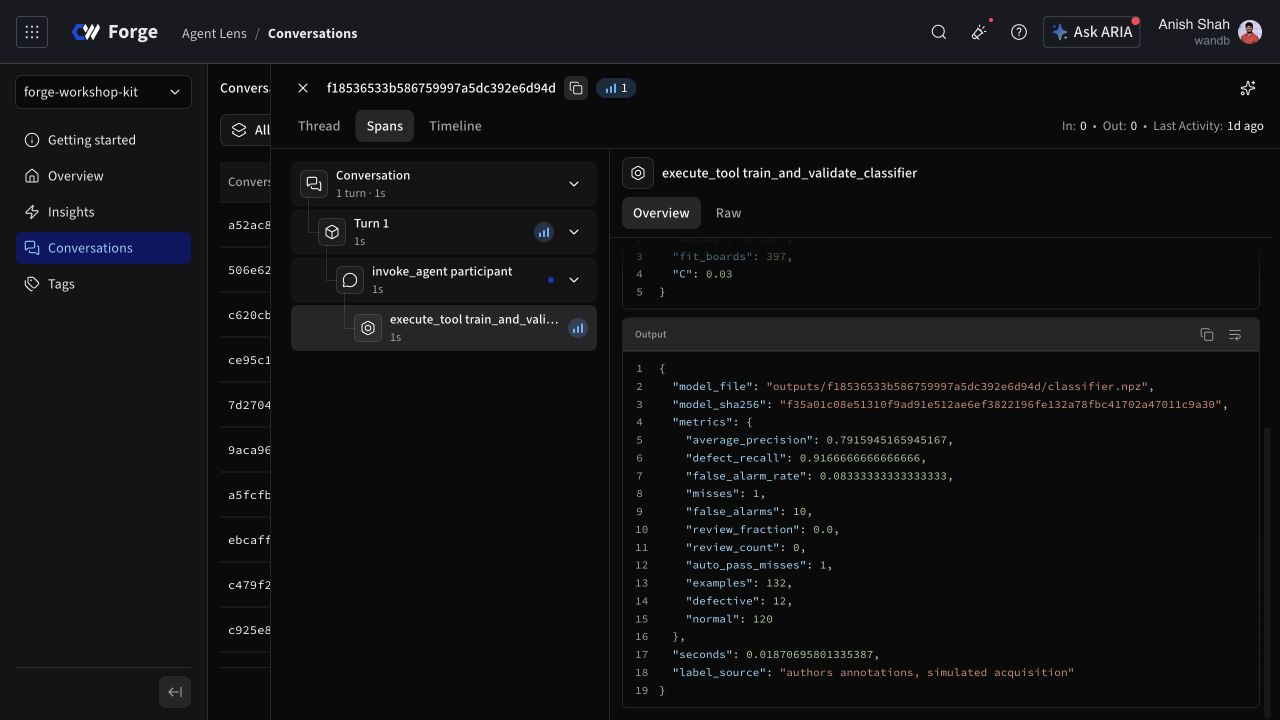 Forge
Agent Lens / Conversations
Ask ARIA
Anish Shah
wandb
forge-workshop-kit
Getting started
Overview
Insights
Conversations
Tags
Conversa
All
Convers
a52ac8
506e62
c620cb
ce95c1
7d2704
9aca96
a5fcfb
ebcaff
c479f2
c925e8
f18536533b586759997a5dc392e6d94d
1
Thread Spans Timeline
In: 0 • Out: 0 • Last Activity: 1d ago
Conversation
1 turn · 1s
Turn 1
1s
invoke_agent participant
1s
execute_tool train_and_vali...
1s
execute_tool train_and_validate_classifier
Overview Raw
3 "fit_boards": 397,
4 "C": 0.03
5 }
Output
1 {
2 "model_file": "outputs/f18536533b586759997a5dc392e6d94d/classifier.npz",
3 "model_sha256": "f35a01c08e51310f9ad91e512ae6ef3822196fe132a78fbc41702a47011c9a30",
4 "metrics": {
5 "average_precision": 0.7915945165945167,
6 "defect_recall": 0.9166666666666666,
7 "false_alarm_rate": 0.08333333333333333,
8 "misses": 1,
9 "false_alarms": 10,
10 "review_fraction": 0.0,
11 "review_count": 0,
12 "auto_pass_misses": 1,
13 "examples": 132,
14 "defective": 12,
15 "normal": 120
16 },
17 "seconds": 0.01870695801335387,
18 "label_source": "authors annotations, simulated acquisition"
19 }